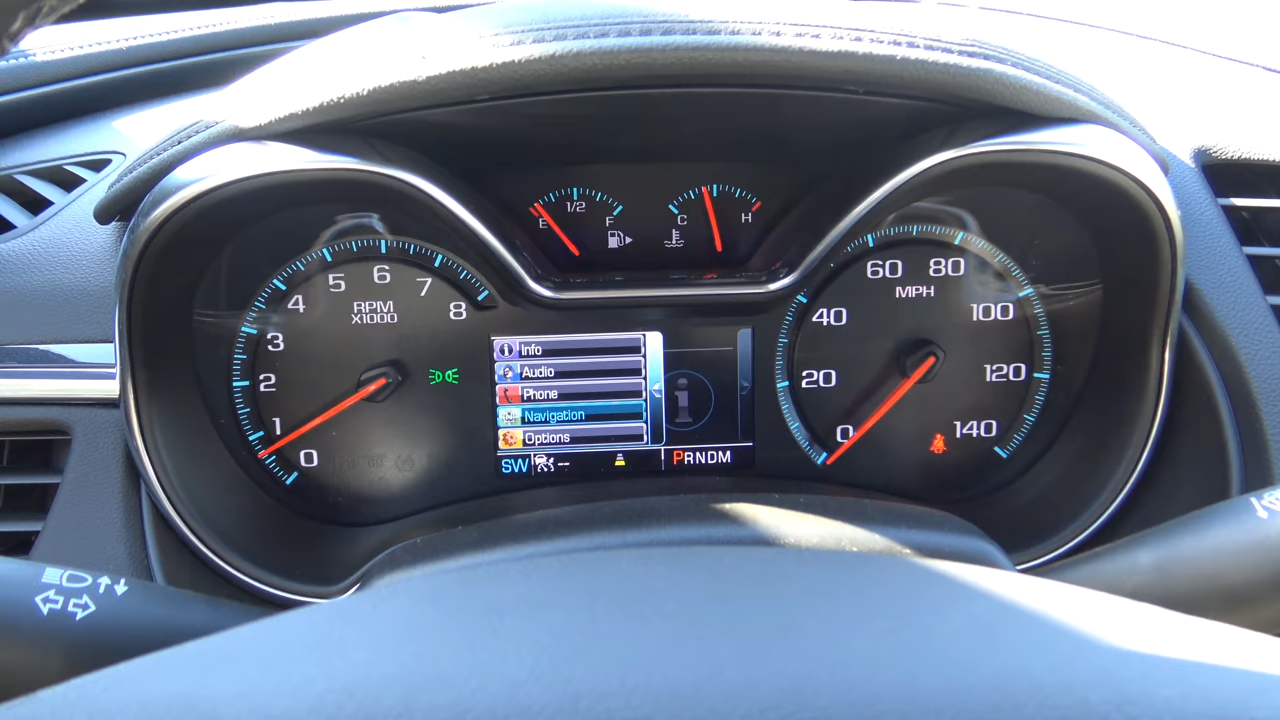 1/2
E F
C H
0 1 2 3 4 5 6 7 8
RPM
X1000
Info
Audio
Phone
Navigation
Options
SW --
PRNDM
0 20 40 60 80 100 120 140
MPH